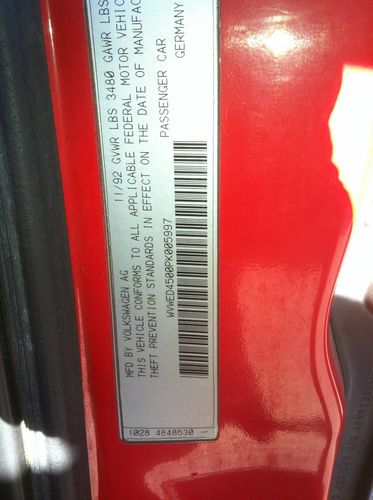 MFD BY VOLKSWAGEN AG 11/92 GVWR LBS 3480 GAWR LBS
THIS VEHICLE CONFORMS TO ALL APPLICABLE FEDERAL MOTOR VEHIC
THEFT PREVENTION STANDARDS IN EFFECT ON THE DATE OF MANUFAC
WVWED4500PK005997 PASSENGER CAR
GERMANY
1028 4848530